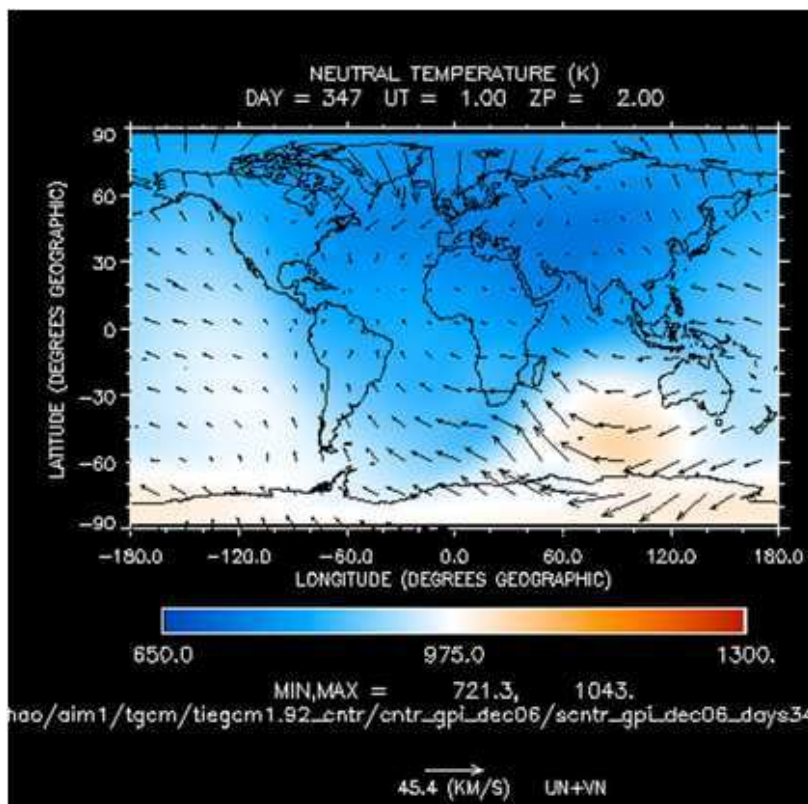 NEUTRAL TEMPERATURE (K)
DAY = 347 UT = 1.00 ZP = 2.00
90
60
30
0
−30
−60
−90
LATITUDE (DEGREES GEOGRAPHIC)
−180.0 −120.0 −60.0 0.0 60.0 120.0 180.0
LONGITUDE (DEGREES GEOGRAPHIC)
650.0 975.0 1300.
MIN,MAX = 721.3, 1043.
hao/aim1/tgcm/tiegcm1.92_cntr/cntr_gpi_dec06/scntr_gpi_dec06_days34
45.4 (KM/S) UN+VN